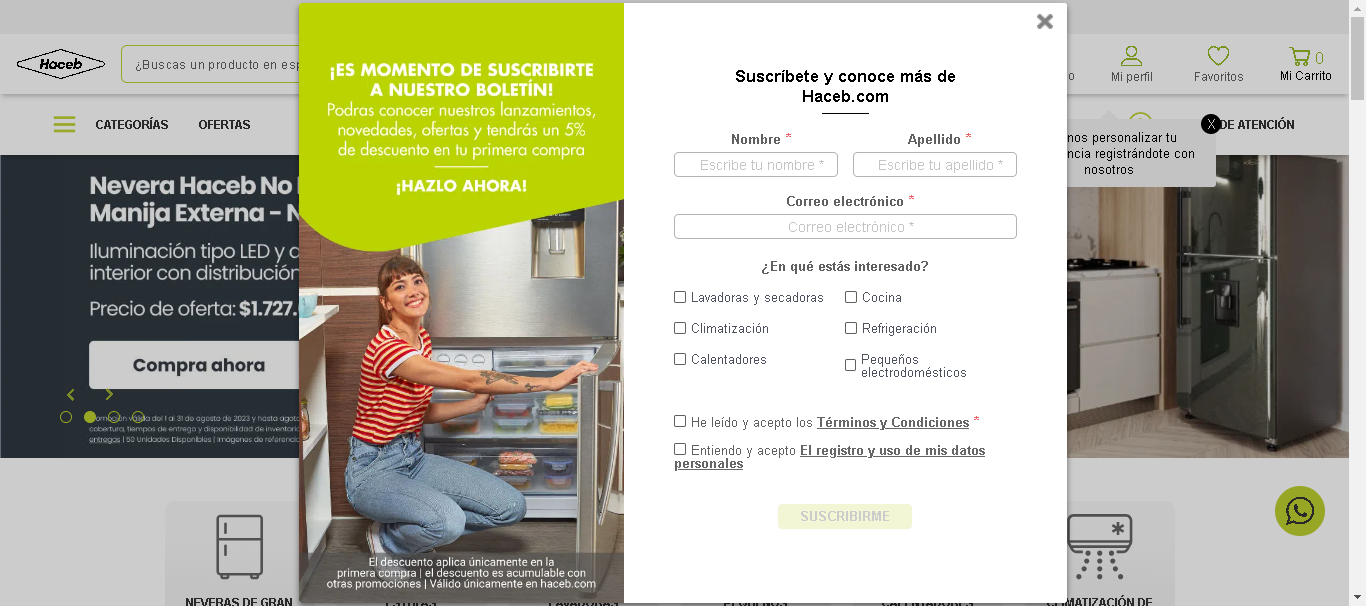 Haceb
¿Buscas un producto en esp
o
Mi perfil
Favoritos
0
Mi Carrito
CATEGORÍAS
OFERTAS
DE ATENCIÓN
X
nos personalizar tu
ncia registrándote con
nosotros
Nevera Haceb No
Manija Externa - N
Iluminación tipo LED y
interior con distribución
Precio de oferta: $1.727.
Compra ahora
Promoción válida del 1 al 31 de agosto de 2023 y hasta agota
cobertura, tiempos de entrega y disponibilidad de inventario
entregas | 50 Unidades Disponibles | Imágenes de referencia
¡ES MOMENTO DE SUSCRIBIRTE
A NUESTRO BOLETÍN!
Podras conocer nuestros lanzamientos,
novedades, ofertas y tendrás un 5%
de descuento en tu primera compra
¡HAZLO AHORA!
El descuento aplica únicamente en la
primera compra | el descuento es acumulable con
otras promociones | Válido únicamente en haceb.com
Suscríbete y conoce más de
Haceb.com
Nombre *
Apellido *
Escribe tu nombre *
Escribe tu apellido *
Correo electrónico *
Correo electrónico *
¿En qué estás interesado?
Lavadoras y secadoras
Cocina
Climatización
Refrigeración
Calentadores
Pequeños
electrodomésticos
He leído y acepto los Términos y Condiciones *
Entiendo y acepto El registro y uso de mis datos
personales
SUSCRIBIRME
NEVERAS DE GRAN
ESTUFAS
LAVADORAS
PEQUEÑOS
CALENTADORES
CLIMATIZACIÓN DE